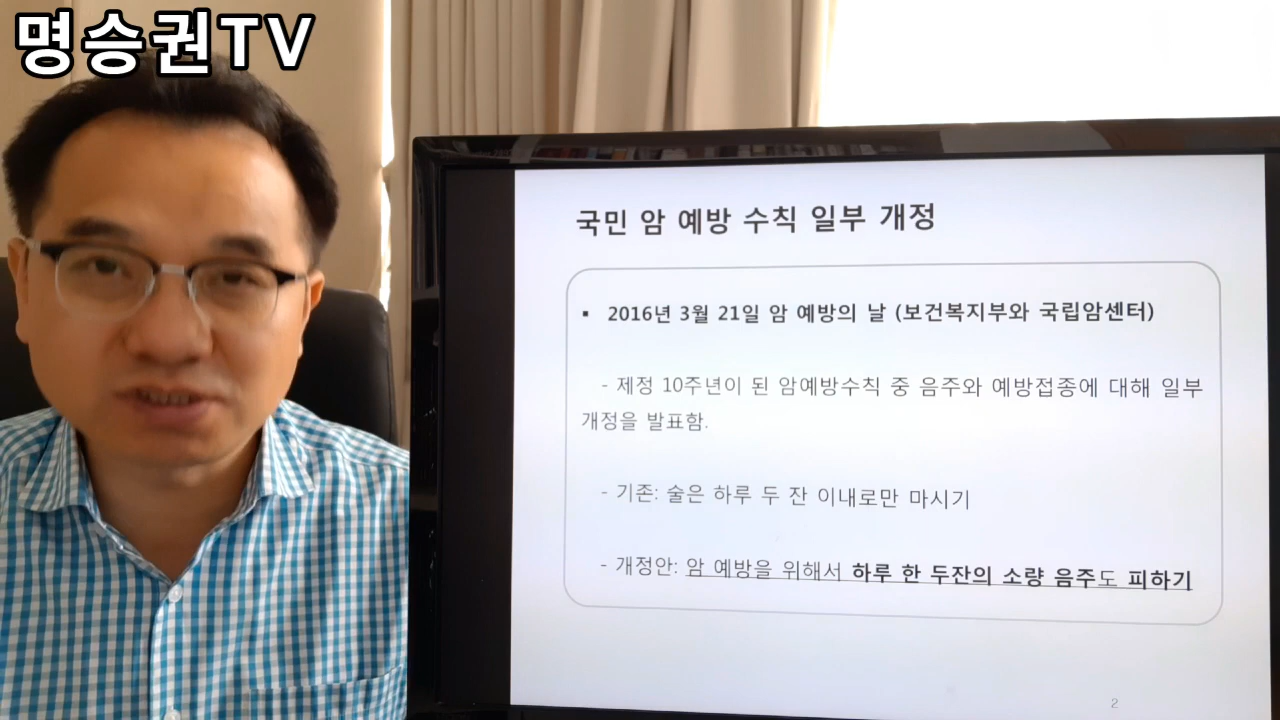 명승권TV
국민 암 예방 수칙 일부 개정
▪ 2016년 3월 21일 암 예방의 날 (보건복지부와 국립암센터)
- 제정 10주년이 된 암예방수칙 중 음주와 예방접종에 대해 일부
개정을 발표함.
- 기존: 술은 하루 두 잔 이내로만 마시기
- 개정안: 암 예방을 위해서 하루 한 두잔의 소량 음주도 피하기
2